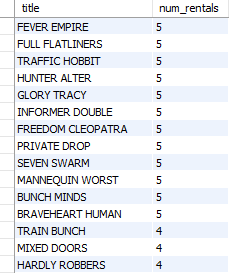 title num_rentals
FEVER EMPIRE 5
FULL FLATLINERS 5
TRAFFIC HOBBIT 5
HUNTER ALTER 5
GLORY TRACY 5
INFORMER DOUBLE 5
FREEDOM CLEOPATRA 5
PRIVATE DROP 5
SEVEN SWARM 5
MANNEQUIN WORST 5
BUNCH MINDS 5
BRAVEHEART HUMAN 5
TRAIN BUNCH 4
MIXED DOORS 4
HARDLY ROBBERS 4